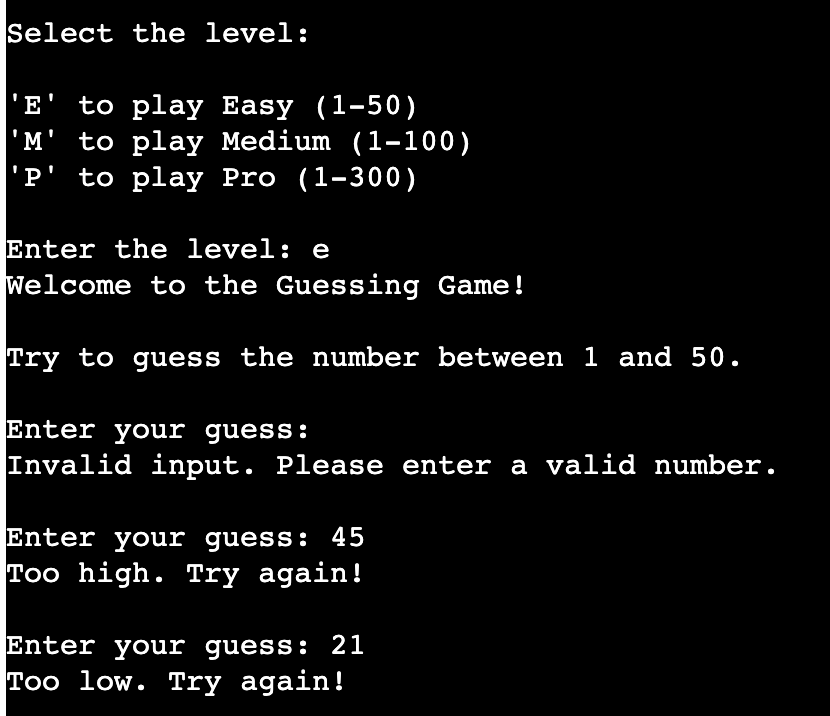 Select the level:
'E' to play Easy (1-50)
'M' to play Medium (1-100)
'P' to play Pro (1-300)
Enter the level: e
Welcome to the Guessing Game!
Try to guess the number between 1 and 50.
Enter your guess:
Invalid input. Please enter a valid number.
Enter your guess: 45
Too high. Try again!
Enter your guess: 21
Too low. Try again!